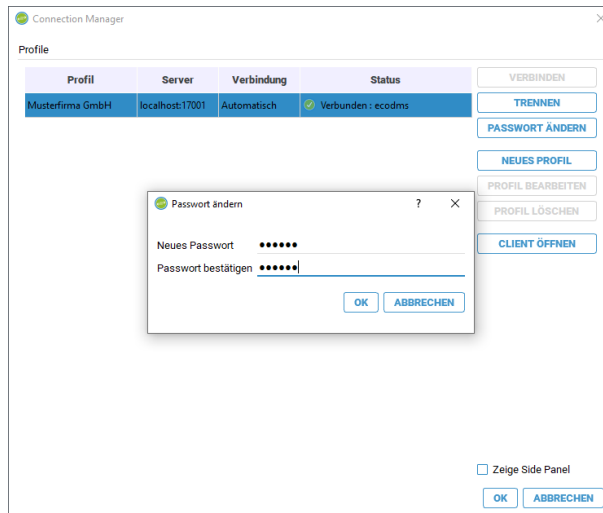 Connection Manager
Profile
Profil Server Verbindung Status
Musterfirma GmbH localhost:17001 Automatisch Verbunden : ecodms
VERBINDEN
TRENNEN
PASSWORT ÄNDERN
NEUES PROFIL
PROFIL BEARBEITEN
PROFIL LÖSCHEN
CLIENT ÖFFNEN
Passwort ändern ?
Neues Passwort ●●●●●●
Passwort bestätigen ●●●●●●
OK ABBRECHEN
Zeige Side Panel
OK ABBRECHEN